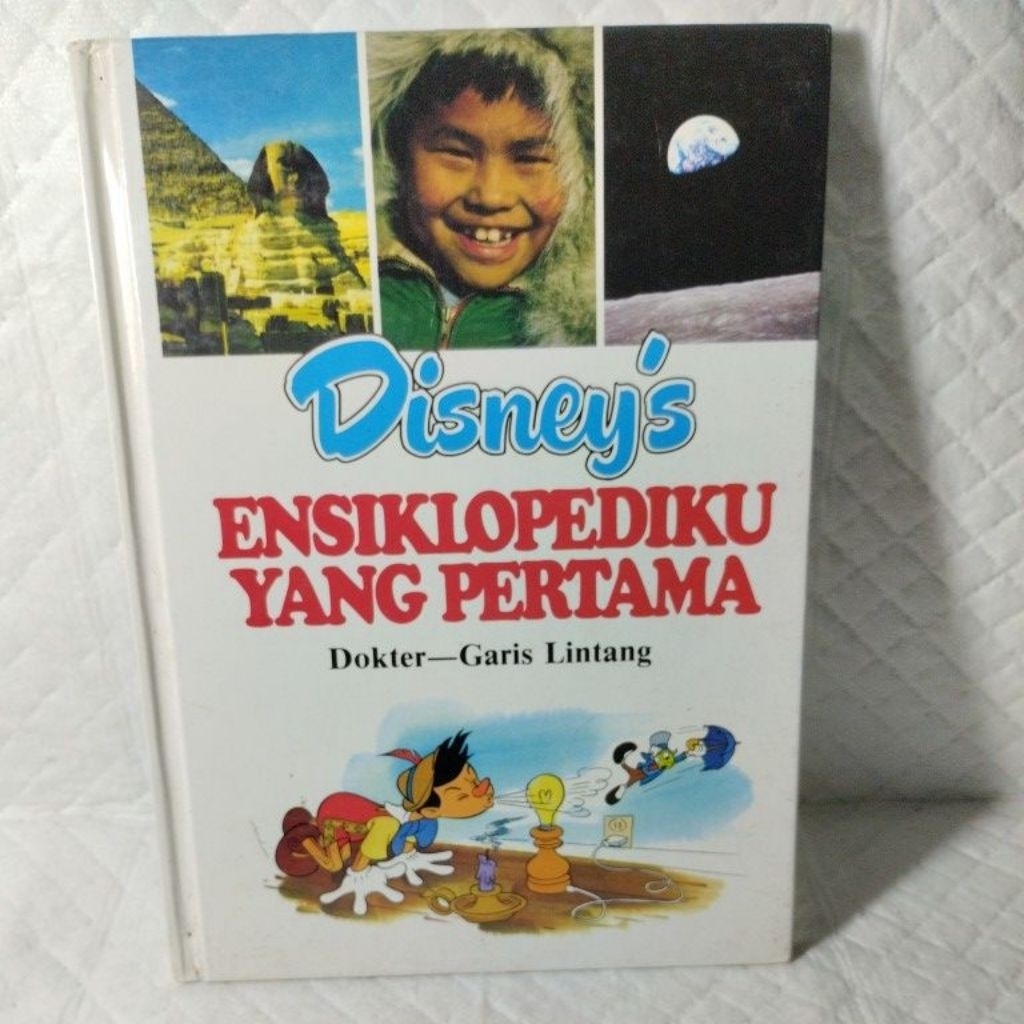 Disney's
ENSIKLOPEDIKU
YANG PERTAMA
Dokter—Garis Lintang